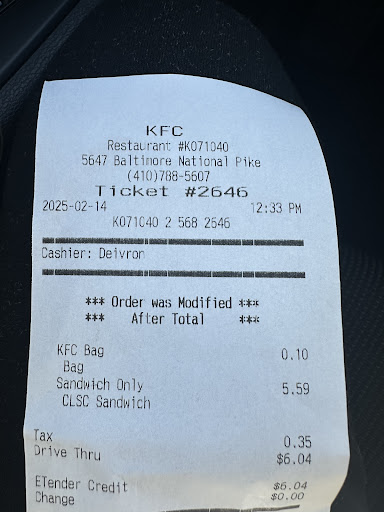 KFC
Restaurant #K071040
5647 Baltimore National Pike
(410)788-5607
Ticket #2646
2025-02-14 12:33 PM
K071040 2 568 2646
Cashier: Deivron
*** Order was Modified ***
*** After Total ***
KFC Bag 0.10
Bag
Sandwich Only 5.59
CLSC Sandwich
Tax 0.35
Drive Thru $6.04
ETender Credit $6.04
Change $0.00